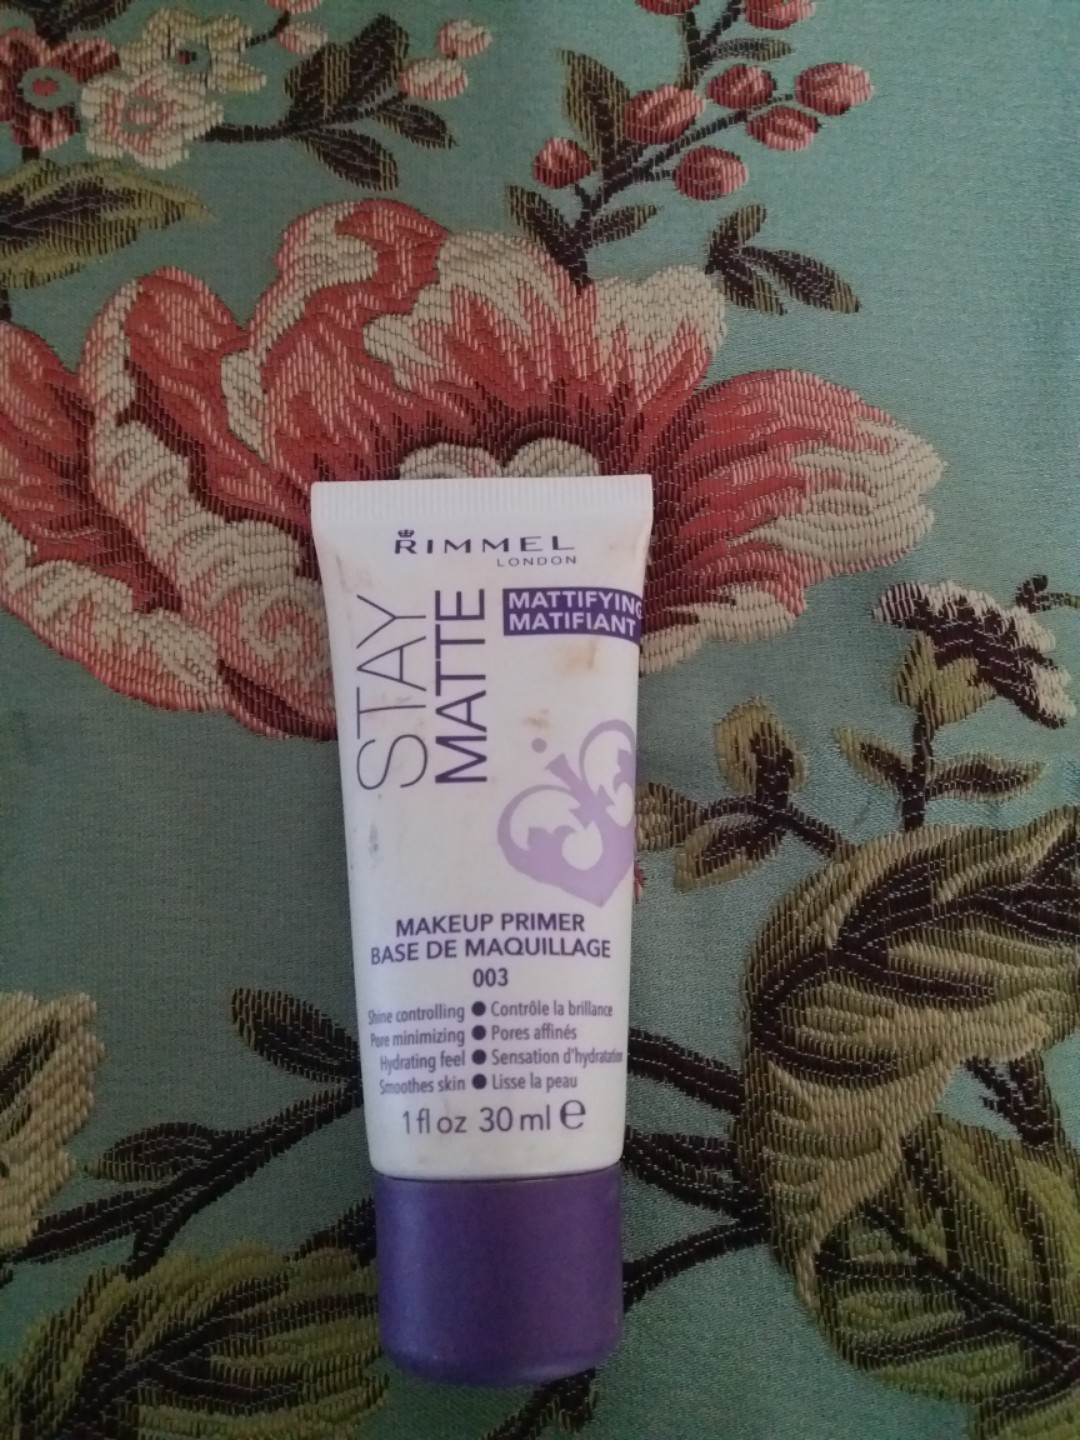 RIMMEL
LONDON
STAY
MATTE
MATTIFYING
MATIFIANT
MAKEUP PRIMER
BASE DE MAQUILLAGE
003
Shine controlling ● Contrôle la brillance
Pore minimizing ● Pores affinés
Hydrating feel ● Sensation d'hydratation
Smoothes skin ● Lisse la peau
1 fl oz 30 ml e